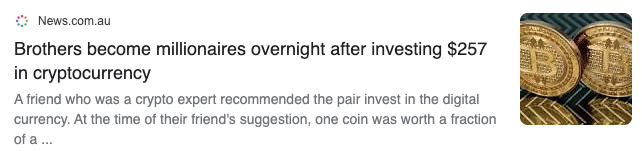 News.com.au
Brothers become millionaires overnight after investing $257
in cryptocurrency
A friend who was a crypto expert recommended the pair invest in the digital
currency. At the time of their friend's suggestion, one coin was worth a fraction
of a ...